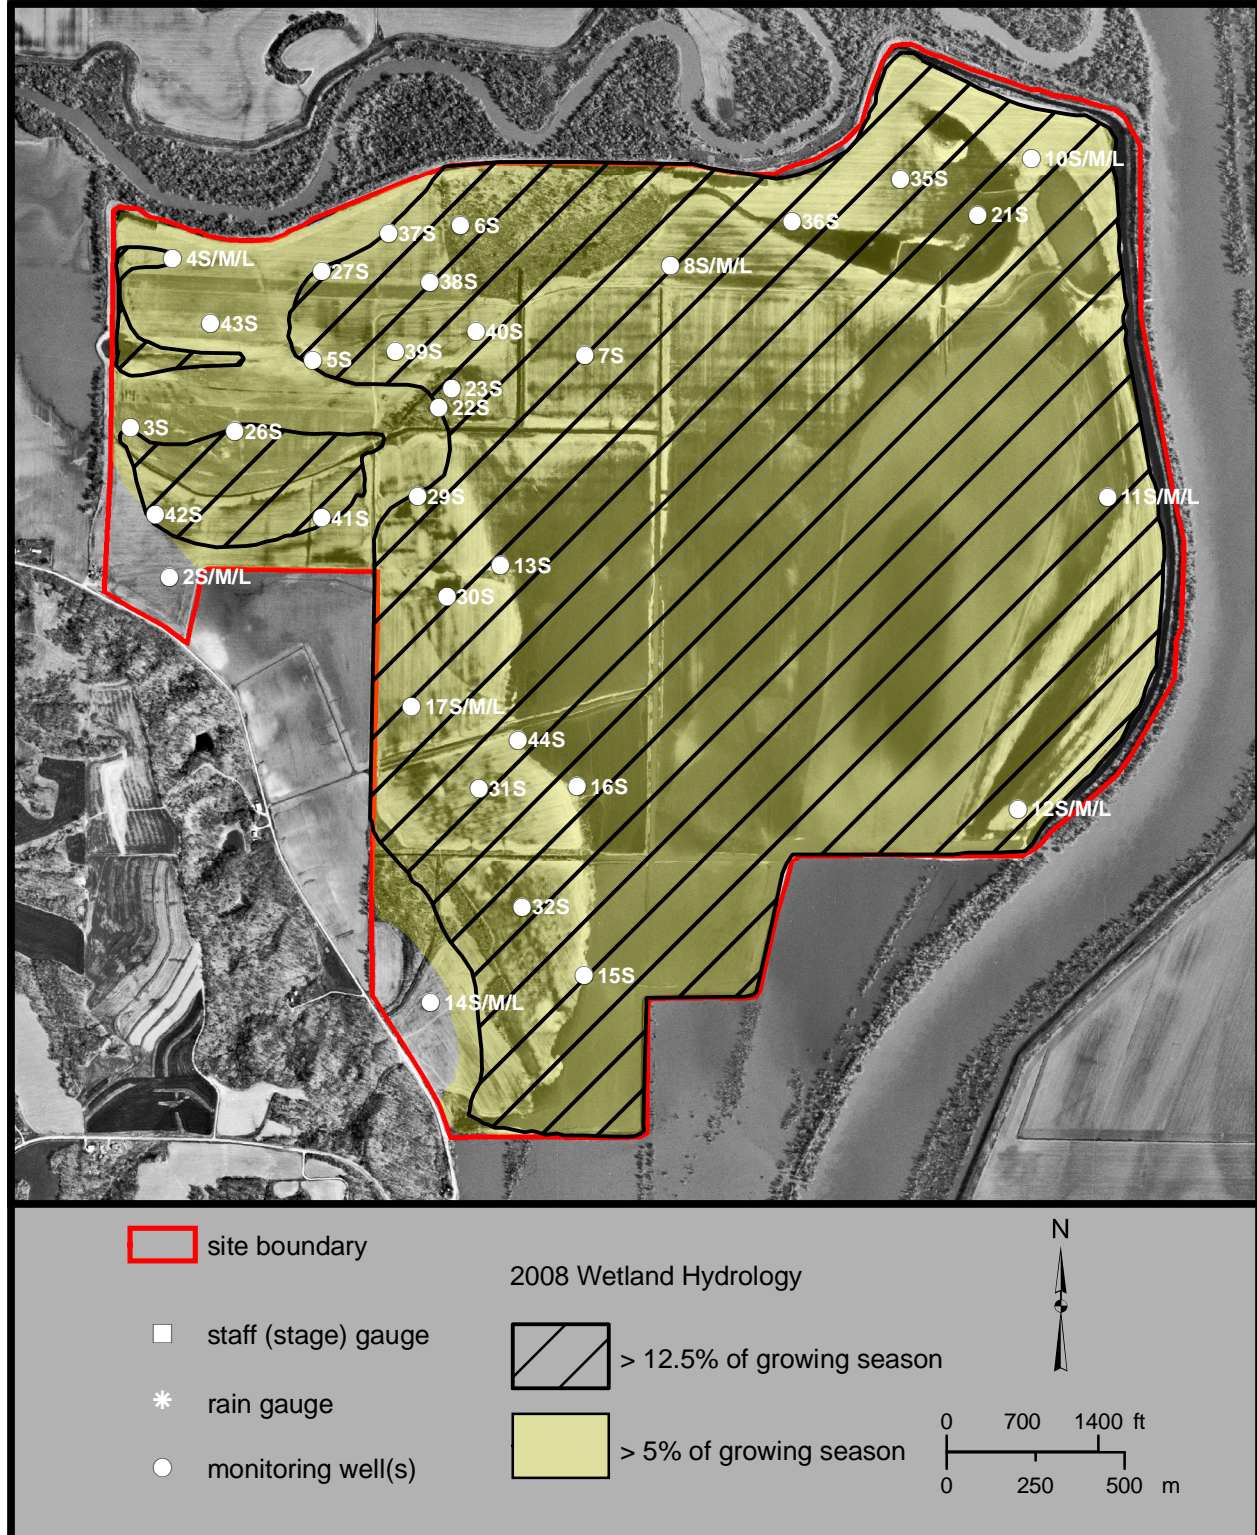 10S/M/L
35S
21S
36S
6S
37S
4S/M/L
8S/M/L
27S
38S
43S
40S
39S
7S
5S
23S
22S
3S
26S
29S
11S/M/L
42S
41S
13S
2S/M/L
30S
17S/M/L
44S
31S
16S
12S/M/L
32S
15S
14S/M/L
site boundary
staff (stage) gauge
rain gauge
monitoring well(s)
2008 Wetland Hydrology
> 12.5% of growing season
> 5% of growing season
N
0 700 1400 ft
0 250 500 m